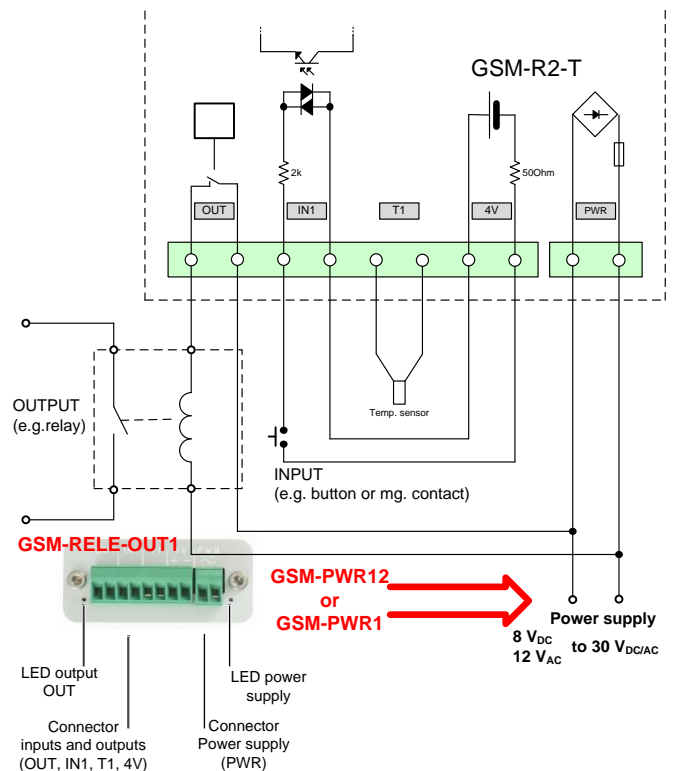 GSM-R2-T
2k
50Ohm
OUT
IN1
T1
4V
PWR
Temp. sensor
OUTPUT
(e.g.relay)
INPUT
(e.g. button or mg. contact)
GSM-RELE-OUT1
GSM-PWR12
or
GSM-PWR1
Power supply
8 VDC
12 VAC
to 30 VDC/AC
LED output
OUT
LED power
supply
Connector
inputs and outputs
(OUT, IN1, T1, 4V)
Connector
Power supply
(PWR)